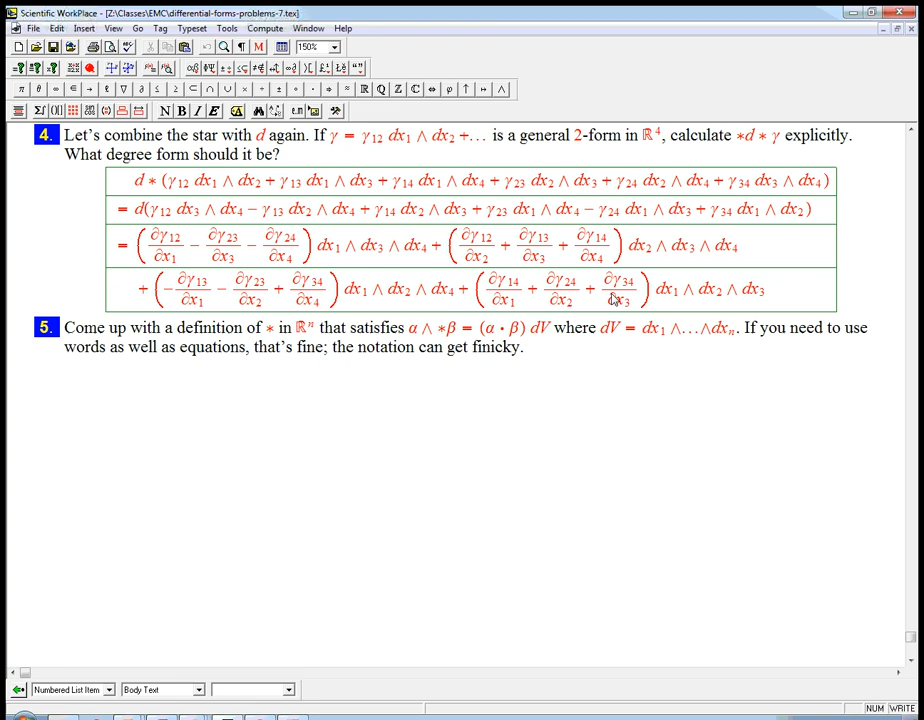 Scientific WorkPlace - [Z:\Classes\EMC\differential-forms-problems-7.tex]
File Edit Insert View Go Tag Typeset Tools Compute Window Help
150%
N B I E
4. Let's combine the star with d again. If γ = γ₁₂ dx₁ ∧ dx₂ +… is a general 2-form in ℝ⁴, calculate *d * γ explicitly.
What degree form should it be?
d * (γ₁₂ dx₁ ∧ dx₂ + γ₁₃ dx₁ ∧ dx₃ + γ₁₄ dx₁ ∧ dx₄ + γ₂₃ dx₂ ∧ dx₃ + γ₂₄ dx₂ ∧ dx₄ + γ₃₄ dx₃ ∧ dx₄)
= d(γ₁₂ dx₃ ∧ dx₄ − γ₁₃ dx₂ ∧ dx₄ + γ₁₄ dx₂ ∧ dx₃ + γ₂₃ dx₁ ∧ dx₄ − γ₂₄ dx₁ ∧ dx₃ + γ₃₄ dx₁ ∧ dx₂)
= (∂γ₁₂/∂x₁ − ∂γ₂₃/∂x₃ − ∂γ₂₄/∂x₄) dx₁ ∧ dx₃ ∧ dx₄ + (∂γ₁₂/∂x₂ + ∂γ₁₃/∂x₃ + ∂γ₁₄/∂x₄) dx₂ ∧ dx₃ ∧ dx₄
+ (−∂γ₁₃/∂x₁ − ∂γ₂₃/∂x₂ + ∂γ₃₄/∂x₄) dx₁ ∧ dx₂ ∧ dx₄ + (∂γ₁₄/∂x₁ + ∂γ₂₄/∂x₂ + ∂γ₃₄/∂x₃) dx₁ ∧ dx₂ ∧ dx₃
5. Come up with a definition of * in ℝⁿ that satisfies α ∧ *β = (α • β) dV where dV = dx₁ ∧…∧dxₙ. If you need to use
words as well as equations, that's fine; the notation can get finicky.
Numbered List Item Body Text
NUM WRITE